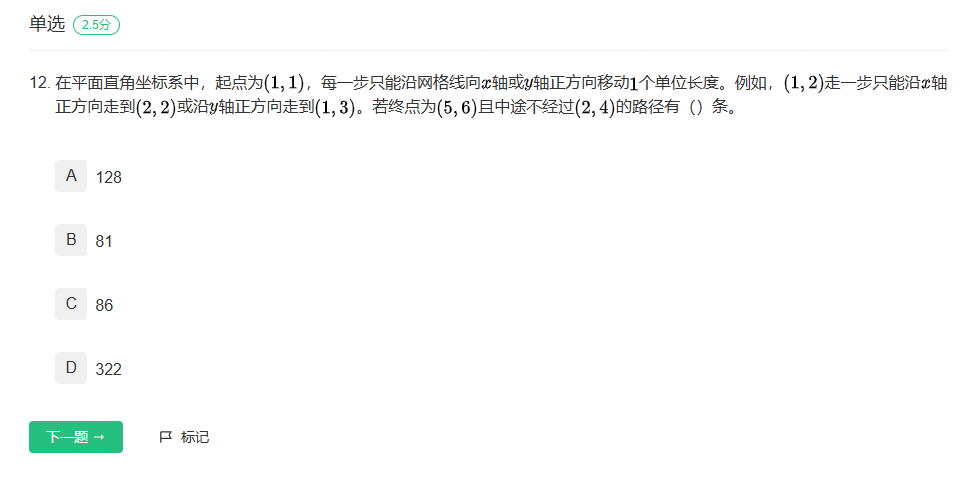 单选 2.5分
12. 在平面直角坐标系中，起点为(1, 1)，每一步只能沿网格线向x轴或y轴正方向移动1个单位长度。例如，(1, 2)走一步只能沿x轴
正方向走到(2, 2)或沿y轴正方向走到(1, 3)。若终点为(5, 6)且中途不经过(2, 4)的路径有（）条。
A 128
B 81
C 86
D 322
下一题 → 标记